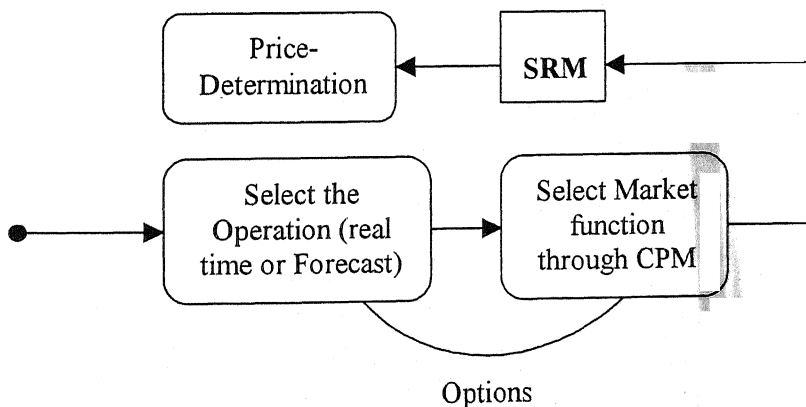 Price-
Determination
SRM
Select the
Operation (real
time or Forecast)
Select Market
function
through CPM
Options